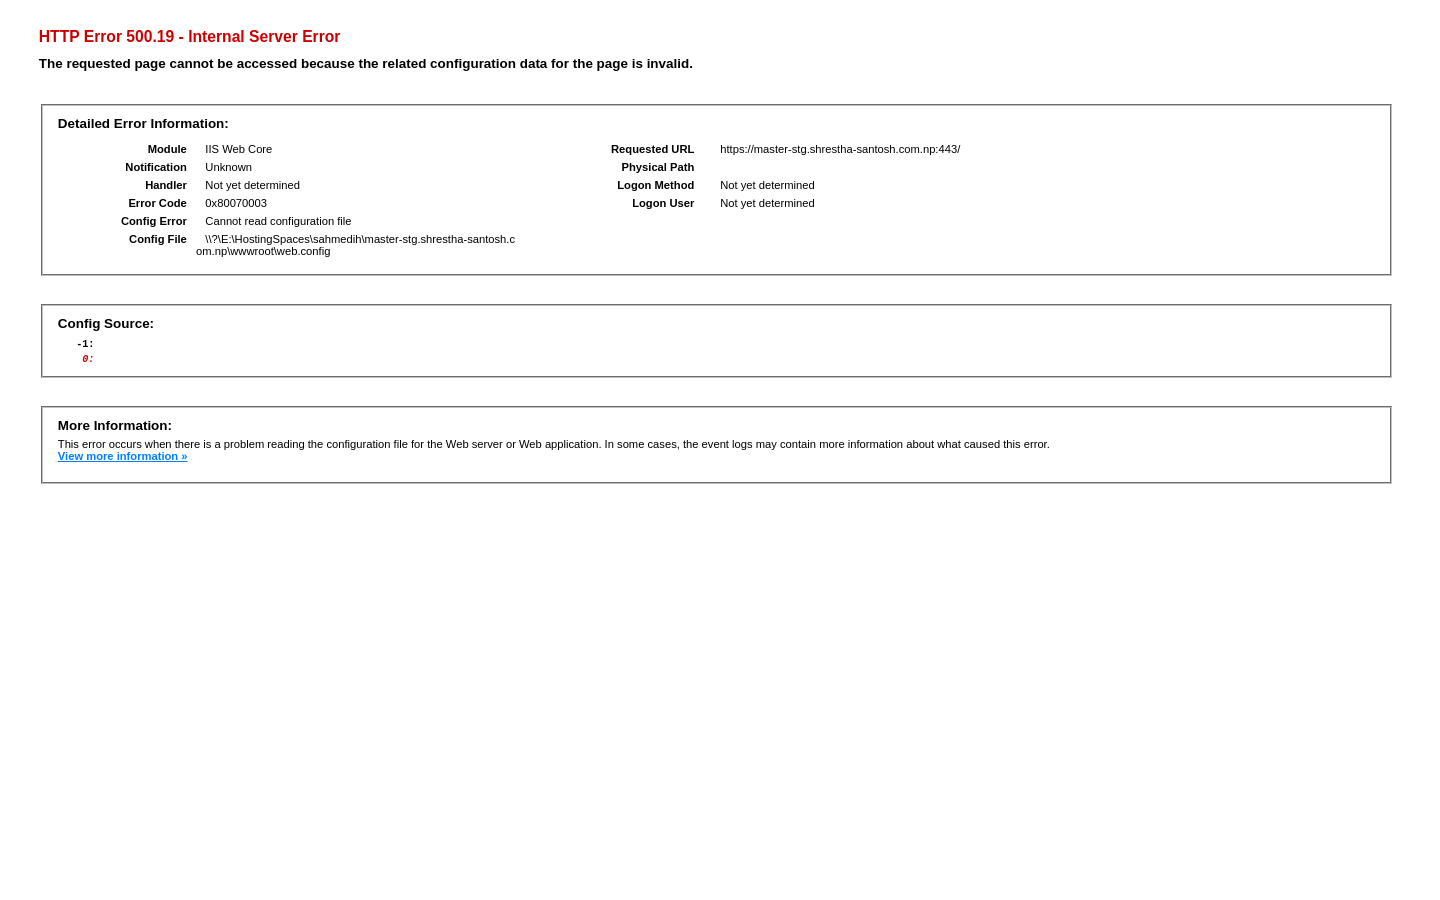 HTTP Error 500.19 - Internal Server Error
The requested page cannot be accessed because the related configuration data for the page is invalid.
Detailed Error Information:
Module IIS Web Core
Notification Unknown
Handler Not yet determined
Error Code 0x80070003
Config Error Cannot read configuration file
Config File \\?\E:\HostingSpaces\sahmedih\master-stg.shrestha-santosh.c
om.np\wwwroot\web.config
Requested URL https://master-stg.shrestha-santosh.com.np:443/
Physical Path
Logon Method Not yet determined
Logon User Not yet determined
Config Source:
-1:
0:
More Information:
This error occurs when there is a problem reading the configuration file for the Web server or Web application. In some cases, the event logs may contain more information about what caused this error.
View more information »